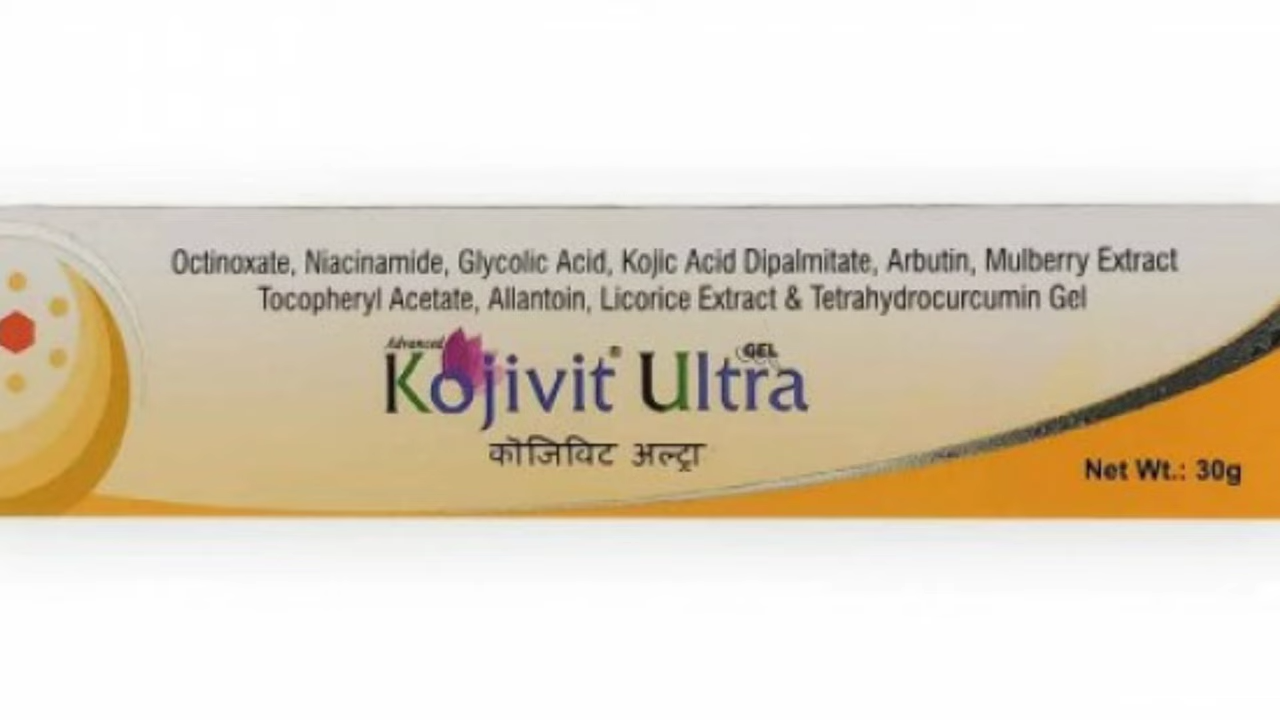 Octinoxate, Niacinamide, Glycolic Acid, Kojic Acid Dipalmitate, Arbutin, Mulberry Extract
Tocopheryl Acetate, Allantoin, Licorice Extract & Tetrahydrocurcumin Gel
Advanced
Kojivit® Ultra GEL
कोजिविट अल्ट्रा
Net Wt.: 30g